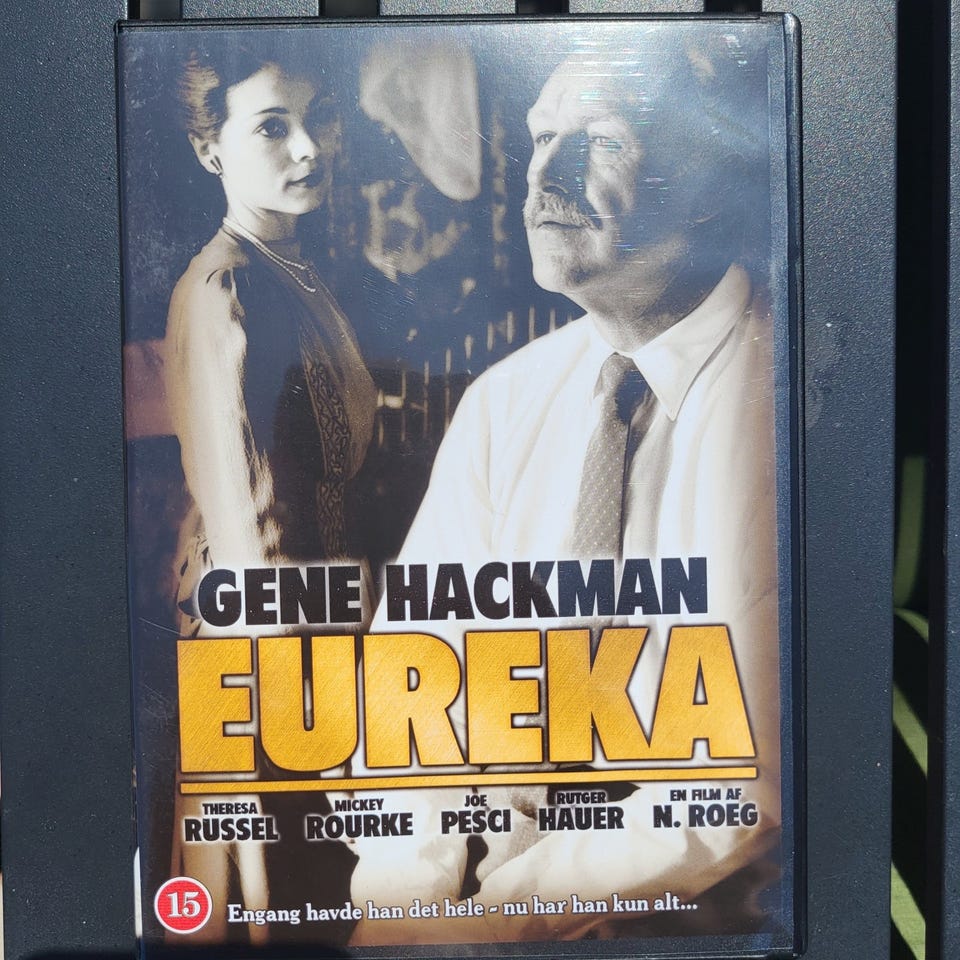 GENE HACKMAN
EUREKA
THERESA RUSSEL
MICKEY ROURKE
JOE PESCI
RUTGER HAUER
EN FILM AF N. ROEG
15
Engang havde han det hele - nu har han kun alt...